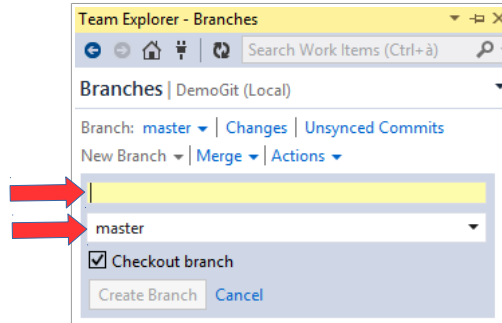 Team Explorer - Branches
Search Work Items (Ctrl+à)
Branches | DemoGit (Local)
Branch: master | Changes | Unsynced Commits
New Branch | Merge | Actions
master
Checkout branch
Create Branch Cancel